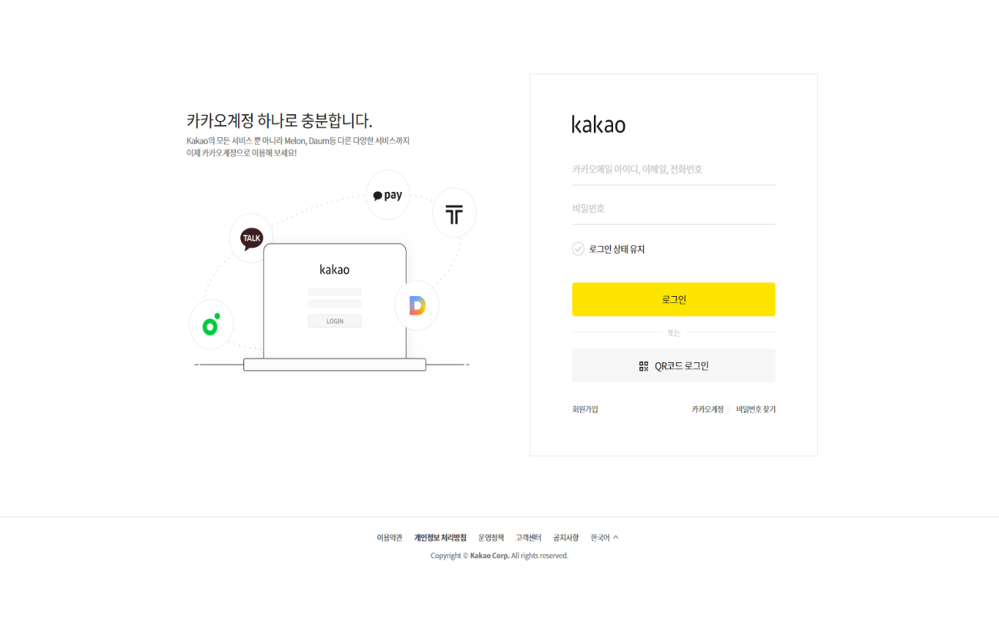 카카오계정 하나로 충분합니다.
Kakao의 모든 서비스 뿐 아니라 Melon, Daum등 다른 다양한 서비스까지
이제 카카오계정으로 이용해 보세요!
pay
TALK
kakao
LOGIN
kakao
카카오메일 아이디, 이메일, 전화번호
비밀번호
로그인 상태 유지
로그인
또는
QR코드 로그인
회원가입
카카오계정 비밀번호 찾기
이용약관 개인정보 처리방침 운영정책 고객센터 공지사항 한국어
Copyright © Kakao Corp. All rights reserved.